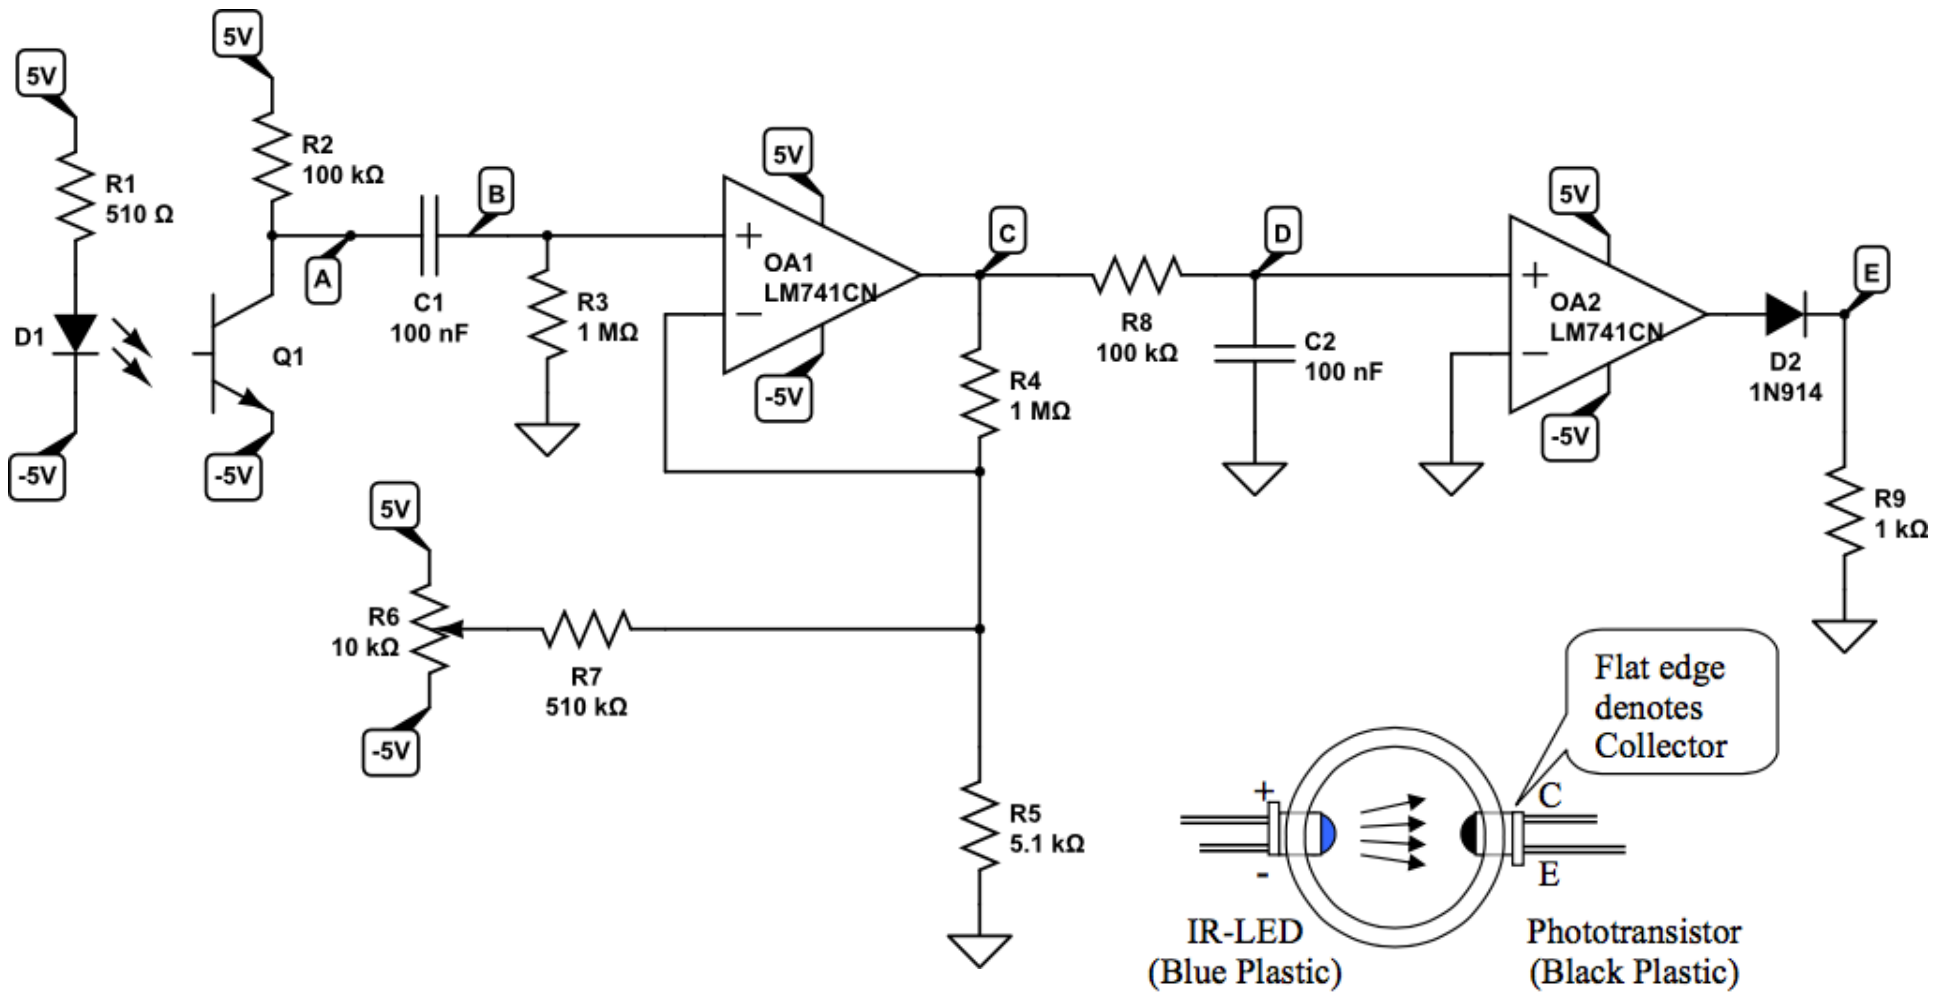 5V
R1
510 Ω
D1
-5V
5V
R2
100 kΩ
A
Q1
-5V
C1
100 nF
B
R3
1 MΩ
5V
+
OA1
LM741CN
−
-5V
C
R4
1 MΩ
5V
R6
10 kΩ
-5V
R7
510 kΩ
R5
5.1 kΩ
R8
100 kΩ
D
C2
100 nF
5V
+
OA2
LM741CN
−
-5V
D2
1N914
E
R9
1 kΩ
Flat edge
denotes
Collector
+
-
C
E
IR-LED
(Blue Plastic)
Phototransistor
(Black Plastic)